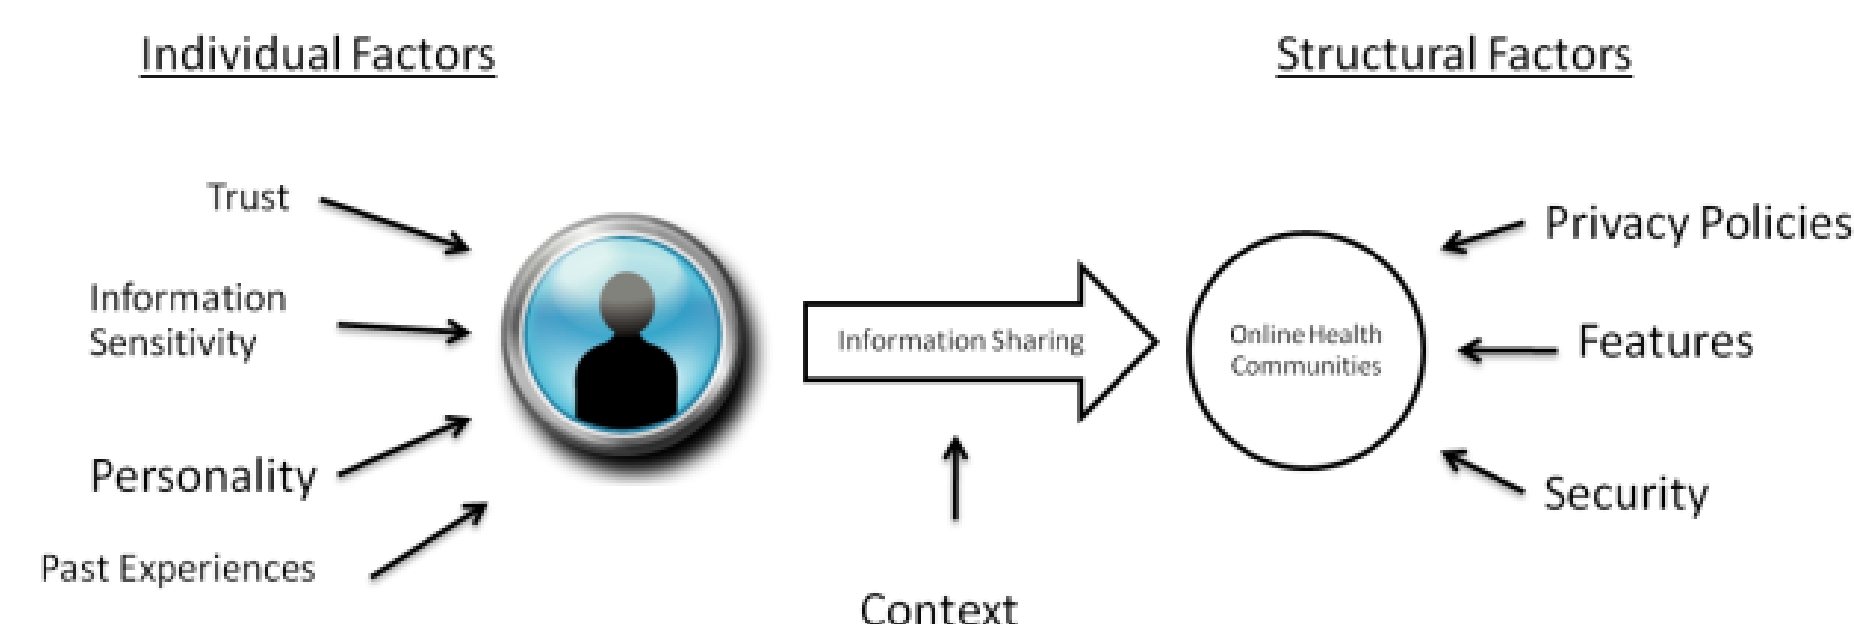 Individual Factors
Structural Factors
Trust
Information
Sensitivity
Personality
Past Experiences
Information Sharing
Context
Online Health
Communities
Privacy Policies
Features
Security